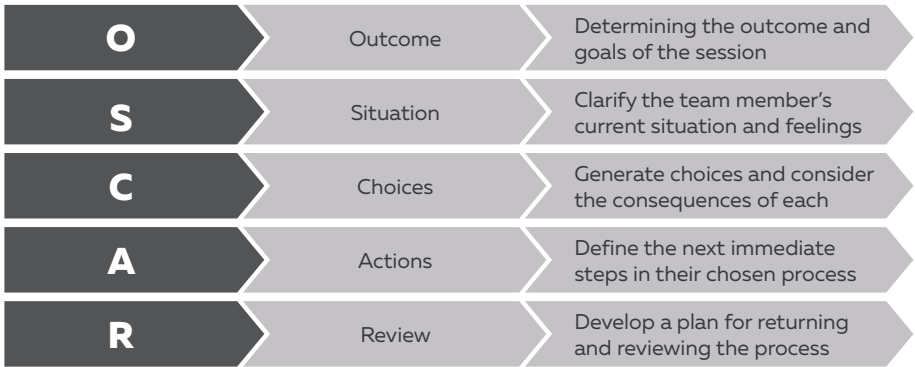 O
Outcome
Determining the outcome and
goals of the session
S
Situation
Clarify the team member’s
current situation and feelings
C
Choices
Generate choices and consider
the consequences of each
A
Actions
Define the next immediate
steps in their chosen process
R
Review
Develop a plan for returning
and reviewing the process